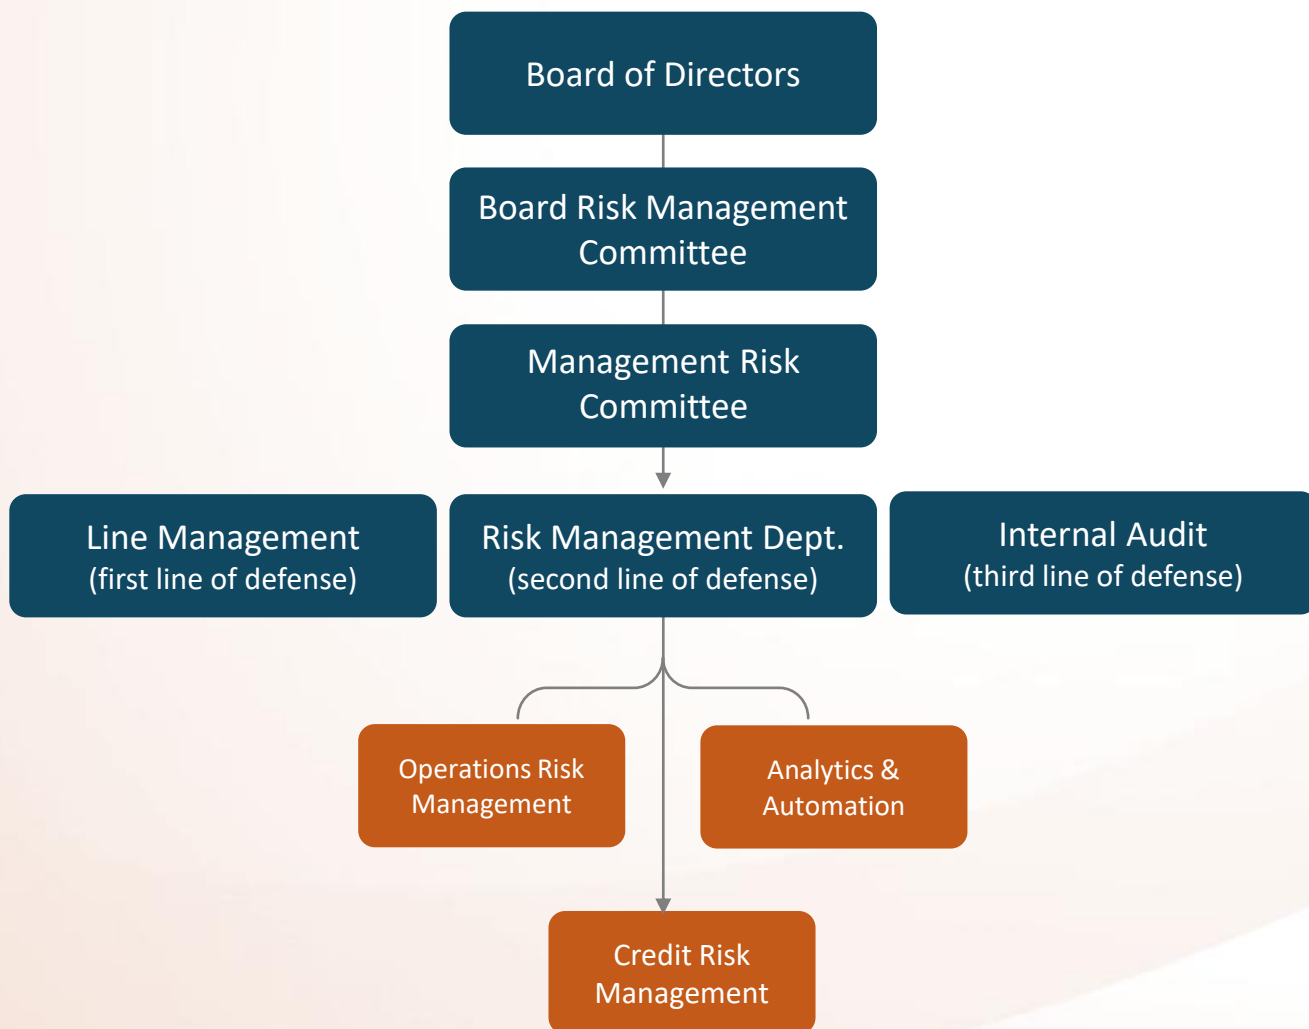 Board of Directors
Board Risk Management
Committee
Management Risk
Committee
Line Management
(first line of defense)
Risk Management Dept.
(second line of defense)
Internal Audit
(third line of defense)
Operations Risk
Management
Analytics &
Automation
Credit Risk
Management